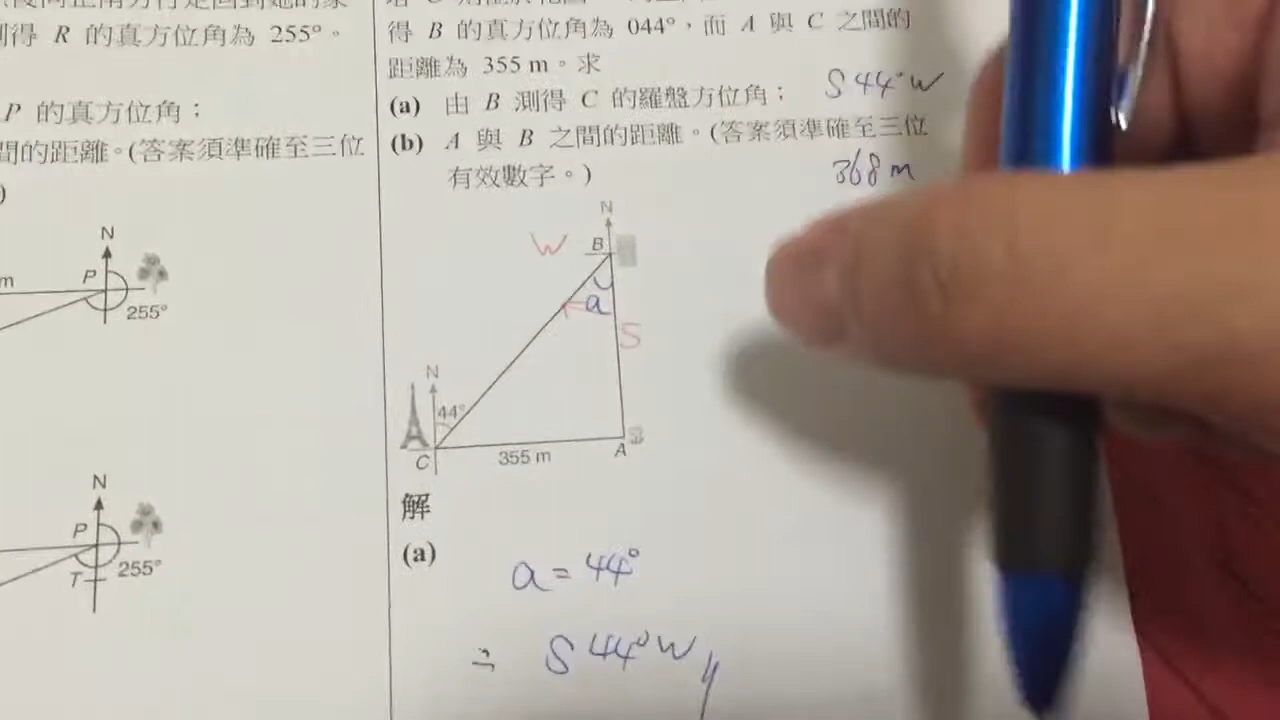 測得 R 的真方位角為 255°。
P 的真方位角；
間的距離。(答案須準確至三位
)
N
P
m
255°
N
P
T
255°
得 B 的真方位角為 044°，而 A 與 C 之間的
距離為 355 m。求
(a) 由 B 測得 C 的羅盤方位角； S 44° W
(b) A 與 B 之間的距離。(答案須準確至三位
有效數字。) 368 m
N
W B
a
S
N
44°
C 355 m A
解
(a) a = 44°
∴ S 44° W